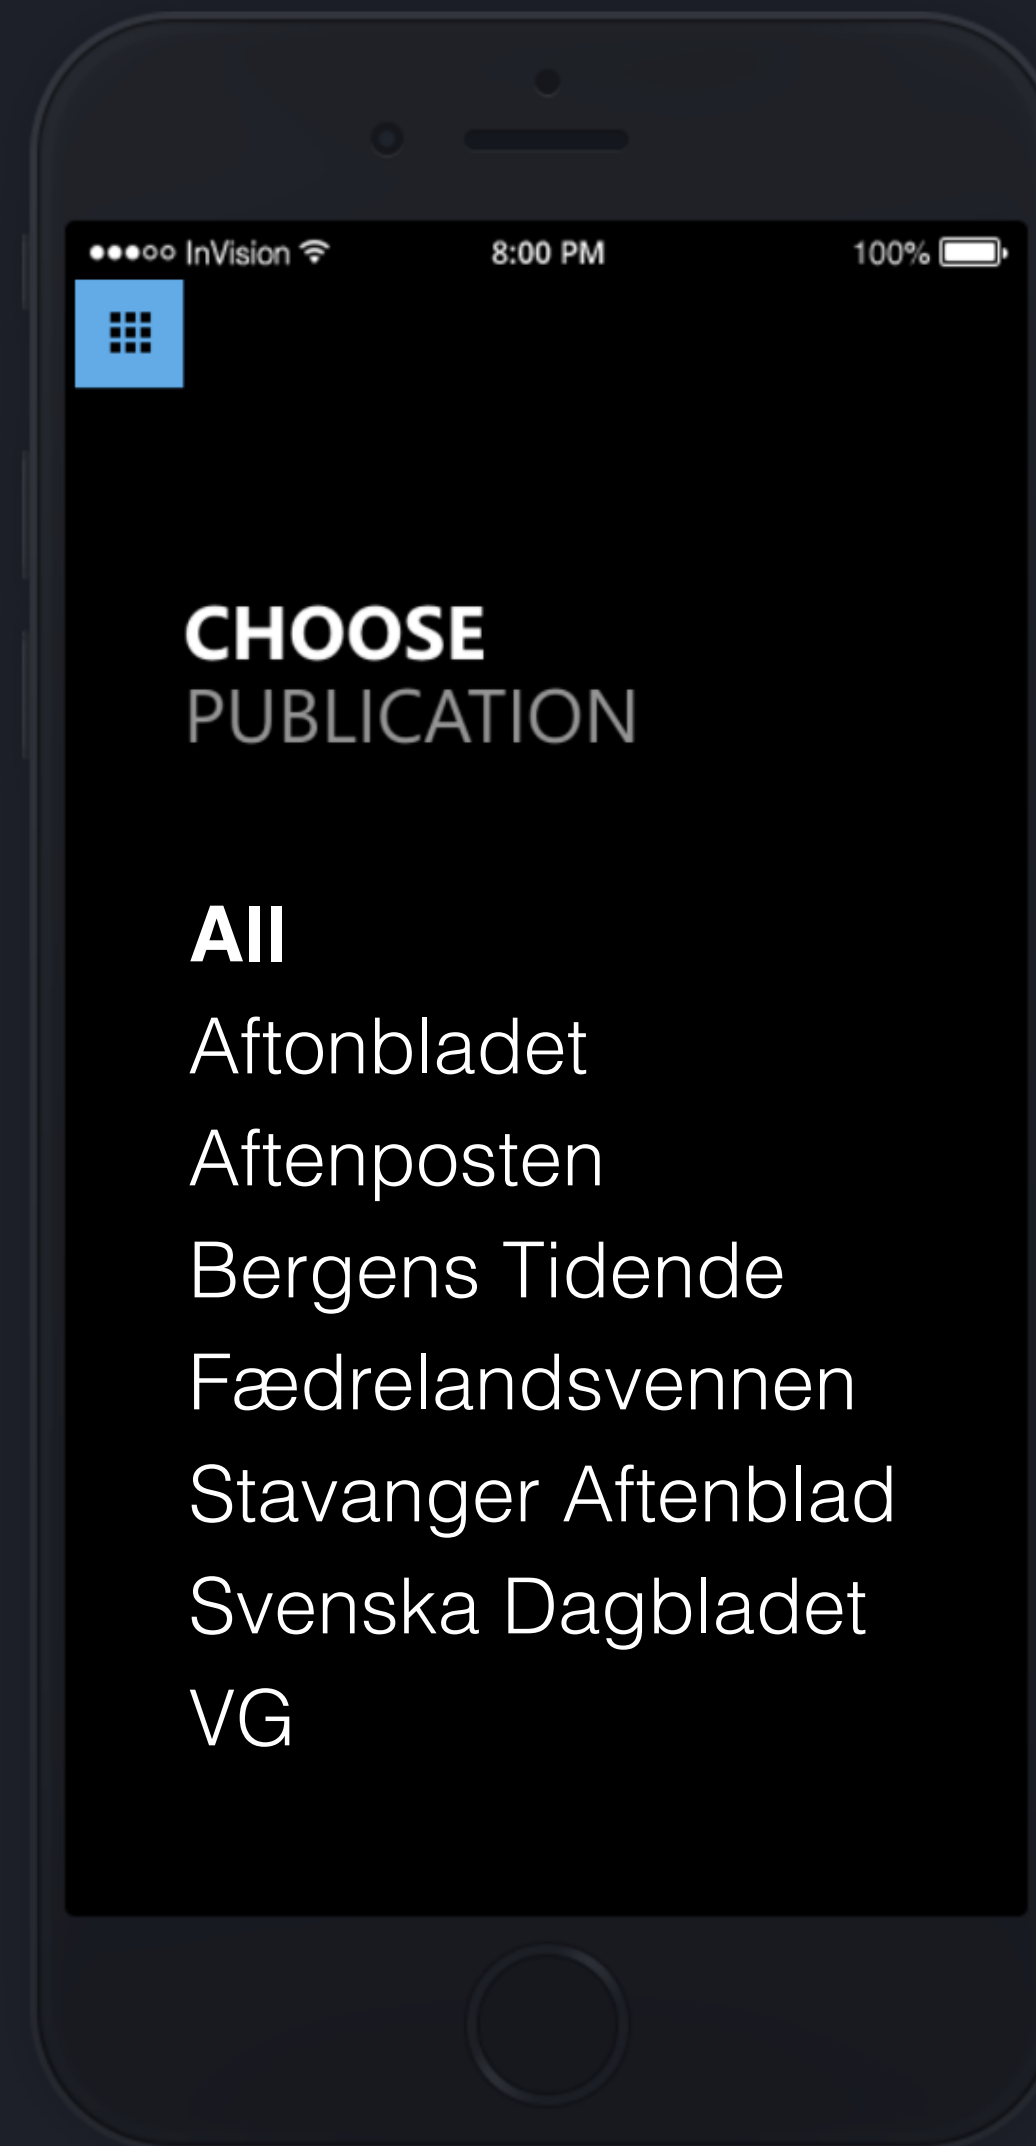 InVision 8:00 PM 100%
CHOOSE
PUBLICATION
All
Aftonbladet
Aftenposten
Bergens Tidende
Fædrelandsvennen
Stavanger Aftenblad
Svenska Dagbladet
VG